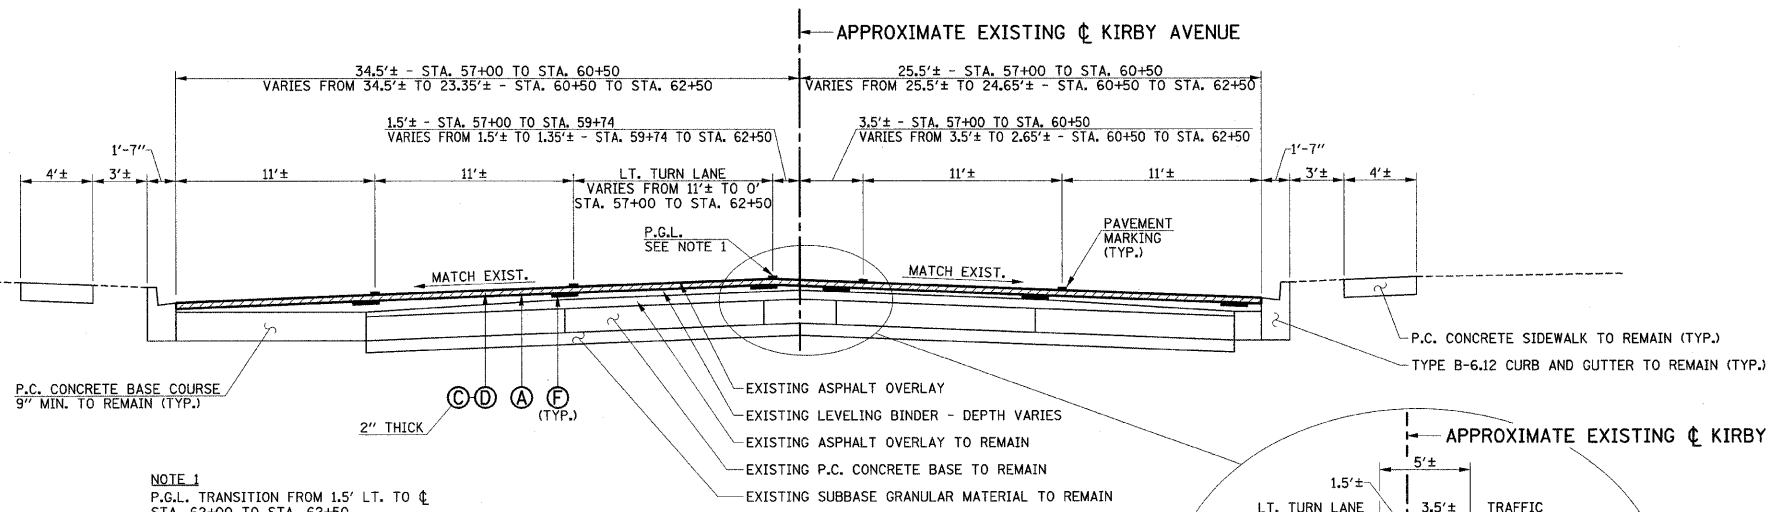 APPROXIMATE EXISTING ℄ KIRBY AVENUE
34.5'± - STA. 57+00 TO STA. 60+50
VARIES FROM 34.5'± TO 23.35'± - STA. 60+50 TO STA. 62+50
25.5'± - STA. 57+00 TO STA. 60+50
VARIES FROM 25.5'± TO 24.65'± - STA. 60+50 TO STA. 62+50
1.5'± - STA. 57+00 TO STA. 59+74
VARIES FROM 1.5'± TO 1.35'± - STA. 59+74 TO STA. 62+50
3.5'± - STA. 57+00 TO STA. 60+50
VARIES FROM 3.5'± TO 2.65'± - STA. 60+50 TO STA. 62+50
1'-7"
1'-7"
4'±
3'±
11'±
11'±
LT. TURN LANE
VARIES FROM 11'± TO 0'
STA. 57+00 TO STA. 62+50
11'±
11'±
3'±
4'±
P.G.L.
SEE NOTE 1
PAVEMENT
MARKING
(TYP.)
MATCH EXIST.
MATCH EXIST.
P.C. CONCRETE SIDEWALK TO REMAIN (TYP.)
TYPE B-6.12 CURB AND GUTTER TO REMAIN (TYP.)
P.C. CONCRETE BASE COURSE
9" MIN. TO REMAIN (TYP.)
C-D
A
F
(TYP.)
2" THICK
EXISTING ASPHALT OVERLAY
EXISTING LEVELING BINDER - DEPTH VARIES
EXISTING ASPHALT OVERLAY TO REMAIN
EXISTING P.C. CONCRETE BASE TO REMAIN
EXISTING SUBBASE GRANULAR MATERIAL TO REMAIN
APPROXIMATE EXISTING ℄ KIRBY
5'±
1.5'±
LT. TURN LANE
3.5'±
TRAFFIC
NOTE 1
P.G.L. TRANSITION FROM 1.5' LT. TO ℄
STA. 62+00 TO STA. 62+50